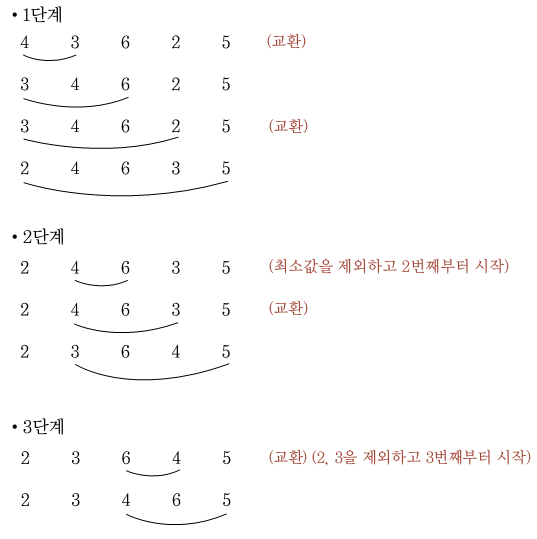 • 1단계
4 3 6 2 5 (교환)
3 4 6 2 5
3 4 6 2 5 (교환)
2 4 6 3 5
• 2단계
2 4 6 3 5 (최소값을 제외하고 2번째부터 시작)
2 4 6 3 5 (교환)
2 3 6 4 5
• 3단계
2 3 6 4 5 (교환) (2, 3을 제외하고 3번째부터 시작)
2 3 4 6 5